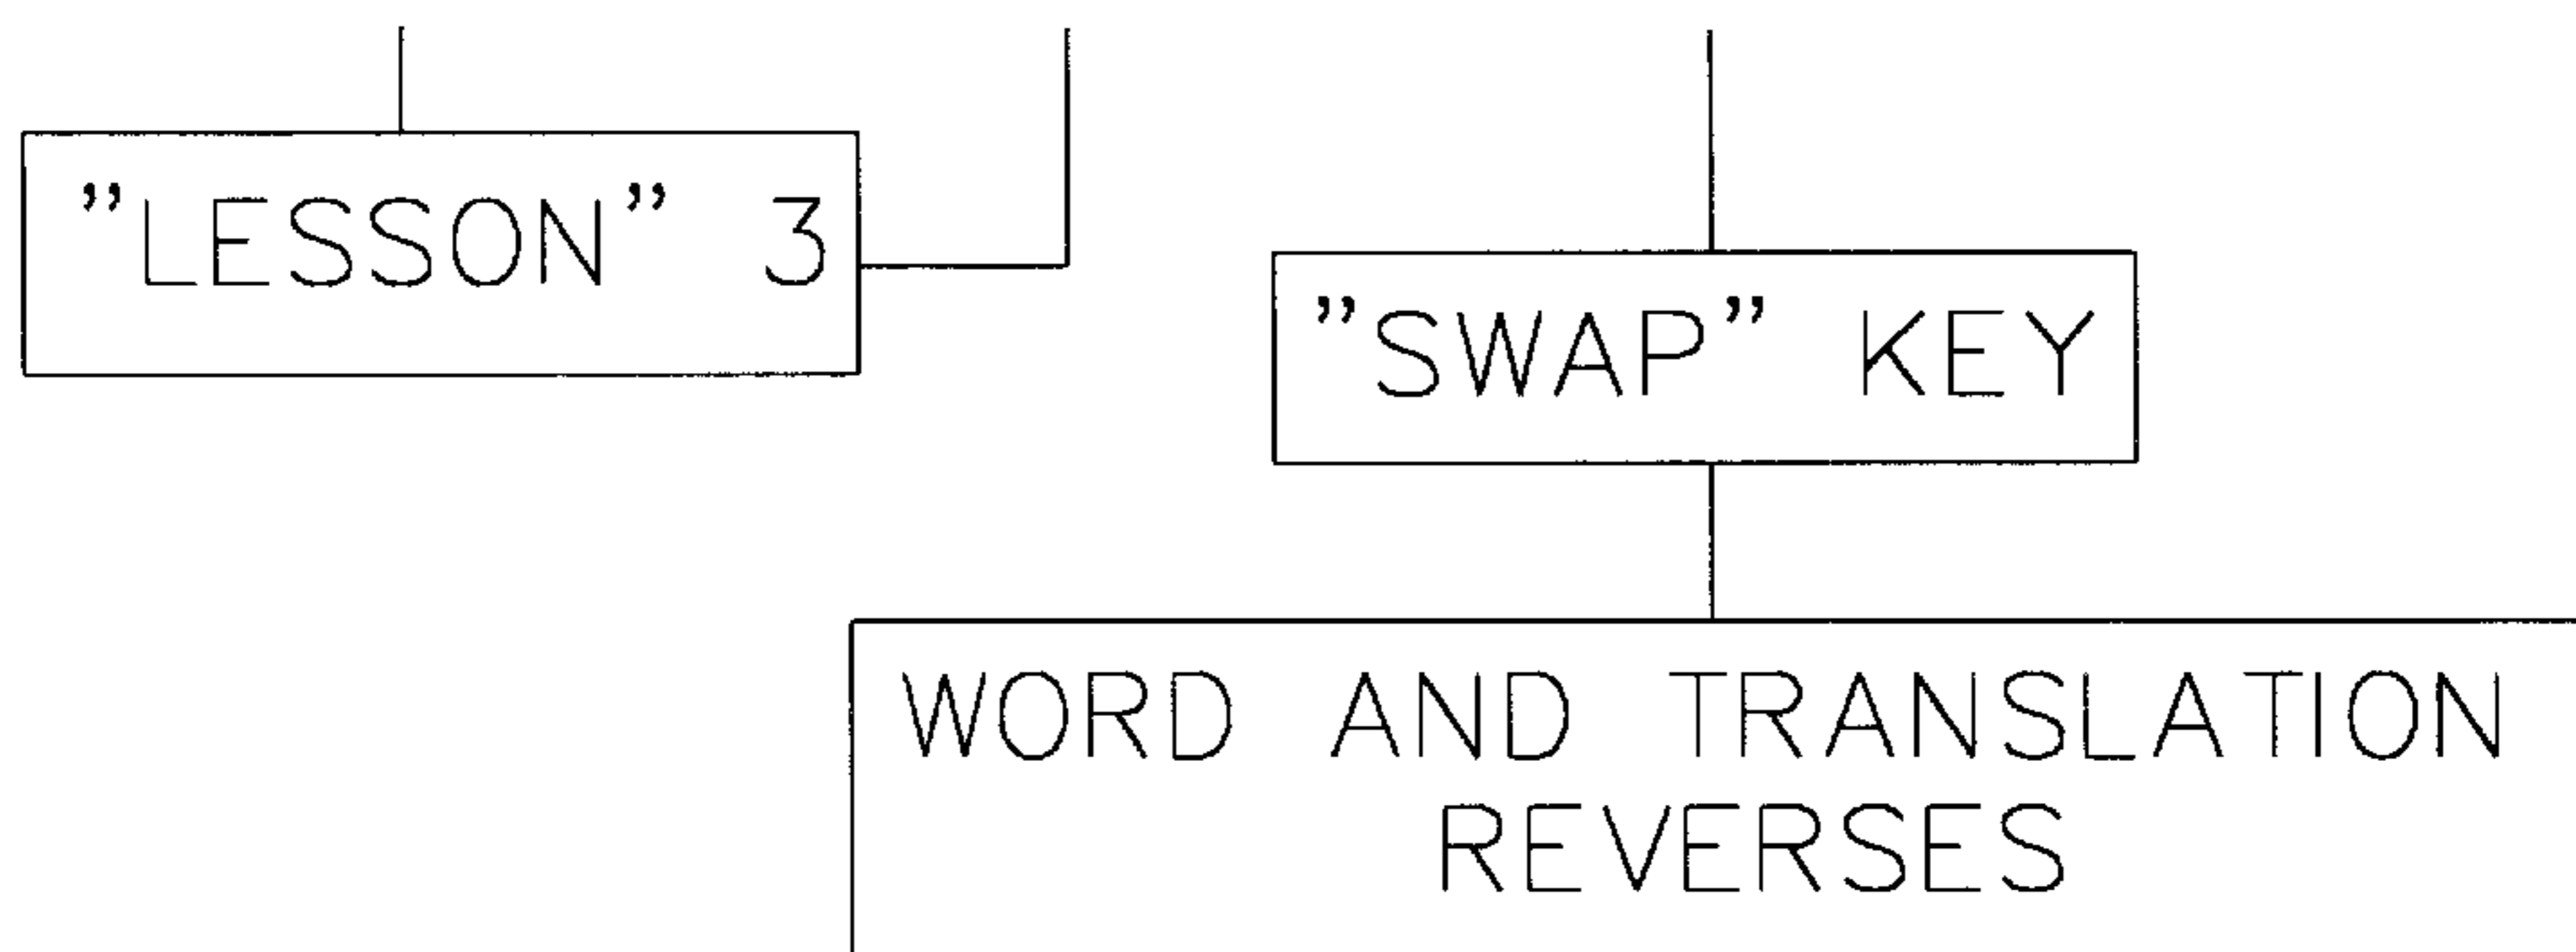 ”LESSON” 3
”SWAP” KEY
WORD AND TRANSLATION
REVERSES